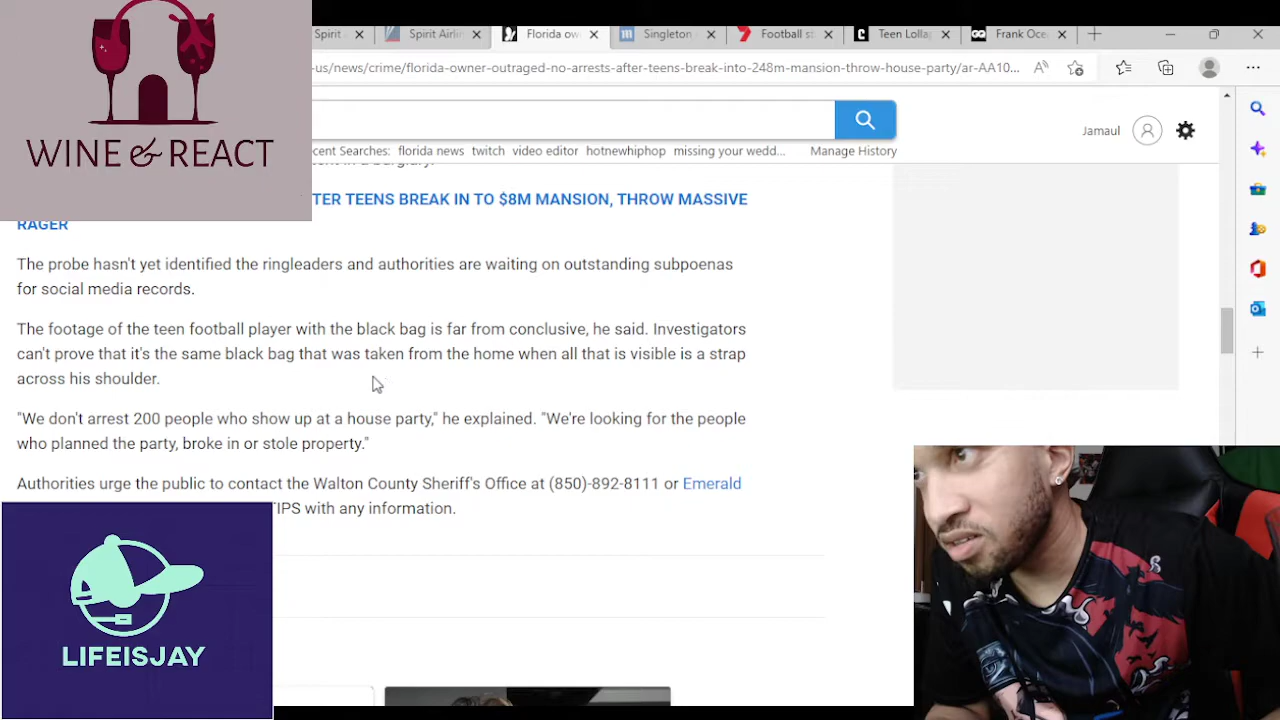 Spirit
Spirit Airlin
Florida ow
Singleton
Football st
Teen Lollap
Frank Oce
-us/news/crime/florida-owner-outraged-no-arrests-after-teens-break-into-248m-mansion-throw-house-party/ar-AA10...
WINE & REACT
Jamaul
cent Searches: florida news twitch video editor hotnewhiphop missing your wedd... Manage History
TER TEENS BREAK IN TO $8M MANSION, THROW MASSIVE
RAGER
The probe hasn't yet identified the ringleaders and authorities are waiting on outstanding subpoenas
for social media records.
The footage of the teen football player with the black bag is far from conclusive, he said. Investigators
can't prove that it's the same black bag that was taken from the home when all that is visible is a strap
across his shoulder.
"We don't arrest 200 people who show up at a house party," he explained. "We're looking for the people
who planned the party, broke in or stole property."
Authorities urge the public to contact the Walton County Sheriff's Office at (850)-892-8111 or Emerald
TIPS with any information.
LIFEISJAY